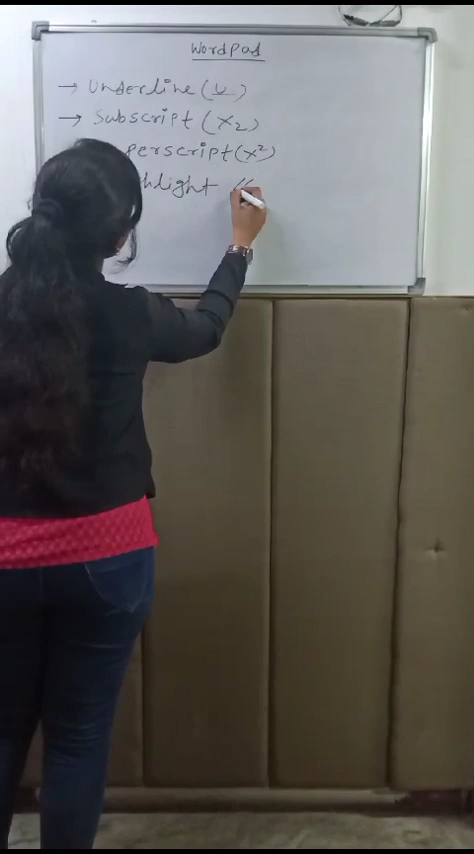 WordPad
→ Underline (U)
→ Subscript (X₂)
perscript (X²)
hlight "